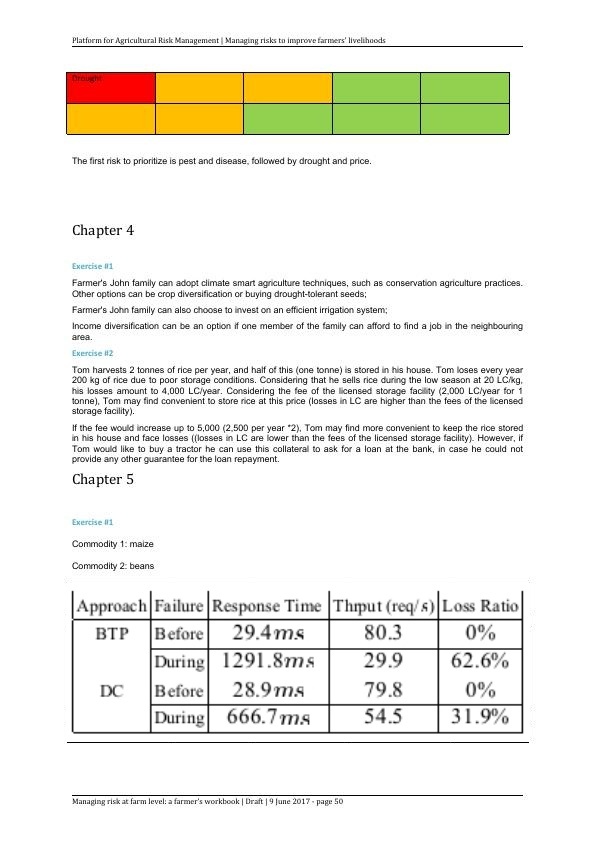 Platform for Agricultural Risk Management | Managing risks to improve farmers' livelihoods
Drought
The first risk to prioritize is pest and disease, followed by drought and price.
Chapter 4
Exercise #1
Farmer's John family can adopt climate smart agriculture techniques, such as conservation agriculture practices.
Other options can be crop diversification or buying drought-tolerant seeds;
Farmer's John family can also choose to invest on an efficient irrigation system;
Income diversification can be an option if one member of the family can afford to find a job in the neighbouring
area.
Exercise #2
Tom harvests 2 tonnes of rice per year, and half of this (one tonne) is stored in his house. Tom loses every year
200 kg of rice due to poor storage conditions. Considering that he sells rice during the low season at 20 LC/kg,
his losses amount to 4,000 LC/year. Considering the fee of the licensed storage facility (2,000 LC/year for 1
tonne), Tom may find convenient to store rice at this price (losses in LC are higher than the fees of the licensed
storage facility).
If the fee would increase up to 5,000 (2,500 per year *2), Tom may find more convenient to keep the rice stored
in his house and face losses ((losses in LC are lower than the fees of the licensed storage facility). However, if
Tom would like to buy a tractor he can use this collateral to ask for a loan at the bank, in case he could not
provide any other guarantee for the loan repayment.
Chapter 5
Exercise #1
Commodity 1: maize
Commodity 2: beans
Approach Failure Response Time Thrput (req/s) Loss Ratio
BTP Before 29.4ms 80.3 0%
During 1291.8ms 29.9 62.6%
DC Before 28.9ms 79.8 0%
During 666.7ms 54.5 31.9%
Managing risk at farm level: a farmer's workbook | Draft | 9 June 2017 - page 50